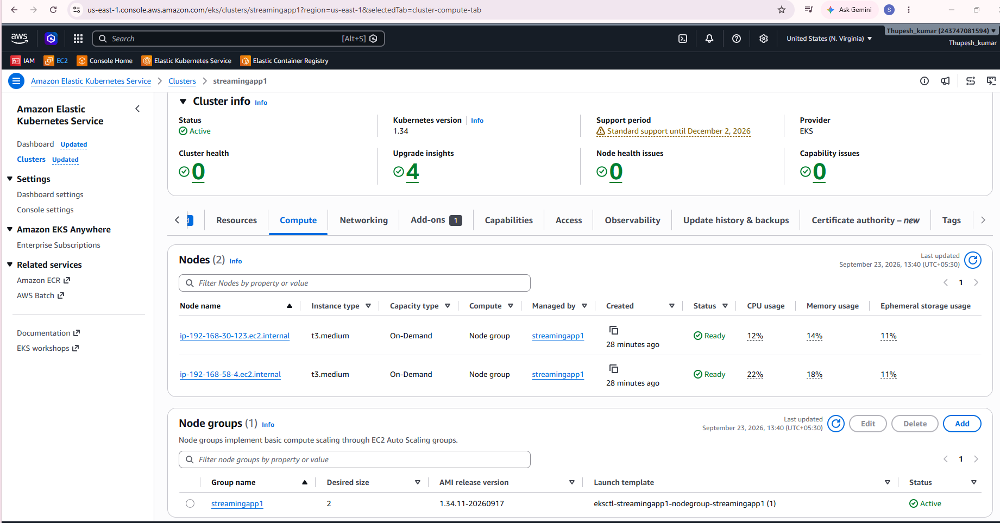 us-east-1.console.aws.amazon.com/eks/clusters/streamingapp1?region=us-east-1&selectedTab=cluster-compute-tab
Ask Gemini
S
aws
Search
[Alt+S]
United States (N. Virginia)
Thupesh_kumar (243747081594)
Thupesh_kumar
IAM
EC2
Console Home
Elastic Kubernetes Service
Elastic Container Registry
Amazon Elastic Kubernetes Service
Clusters
streamingapp1
Amazon Elastic
Kubernetes Service
Dashboard Updated
Clusters Updated
Settings
Dashboard settings
Console settings
Amazon EKS Anywhere
Enterprise Subscriptions
Related services
Amazon ECR
AWS Batch
Documentation
EKS workshops
Cluster info Info
Status
Active
Kubernetes version Info
1.34
Support period
Standard support until December 2, 2026
Provider
EKS
Cluster health
0
Upgrade insights
4
Node health issues
0
Capability issues
0
Resources
Compute
Networking
Add-ons 1
Capabilities
Access
Observability
Update history & backups
Certificate authority – new
Tags
Nodes (2) Info
Last updated
September 23, 2026, 13:40 (UTC+05:30)
Filter Nodes by property or value
1
Node name Instance type Capacity type Compute Managed by Created Status CPU usage Memory usage Ephemeral storage usage
ip-192-168-30-123.ec2.internal t3.medium On-Demand Node group streamingapp1 28 minutes ago Ready 12% 14% 11%
ip-192-168-58-4.ec2.internal t3.medium On-Demand Node group streamingapp1 28 minutes ago Ready 22% 18% 11%
Node groups (1) Info
Last updated
September 23, 2026, 13:40 (UTC+05:30)
Edit
Delete
Add
Node groups implement basic compute scaling through EC2 Auto Scaling groups.
Filter node groups by property or value
1
Group name Desired size AMI release version Launch template Status
streamingapp1 2 1.34.11-20260917 eksctl-streamingapp1-nodegroup-streamingapp1 (1) Active